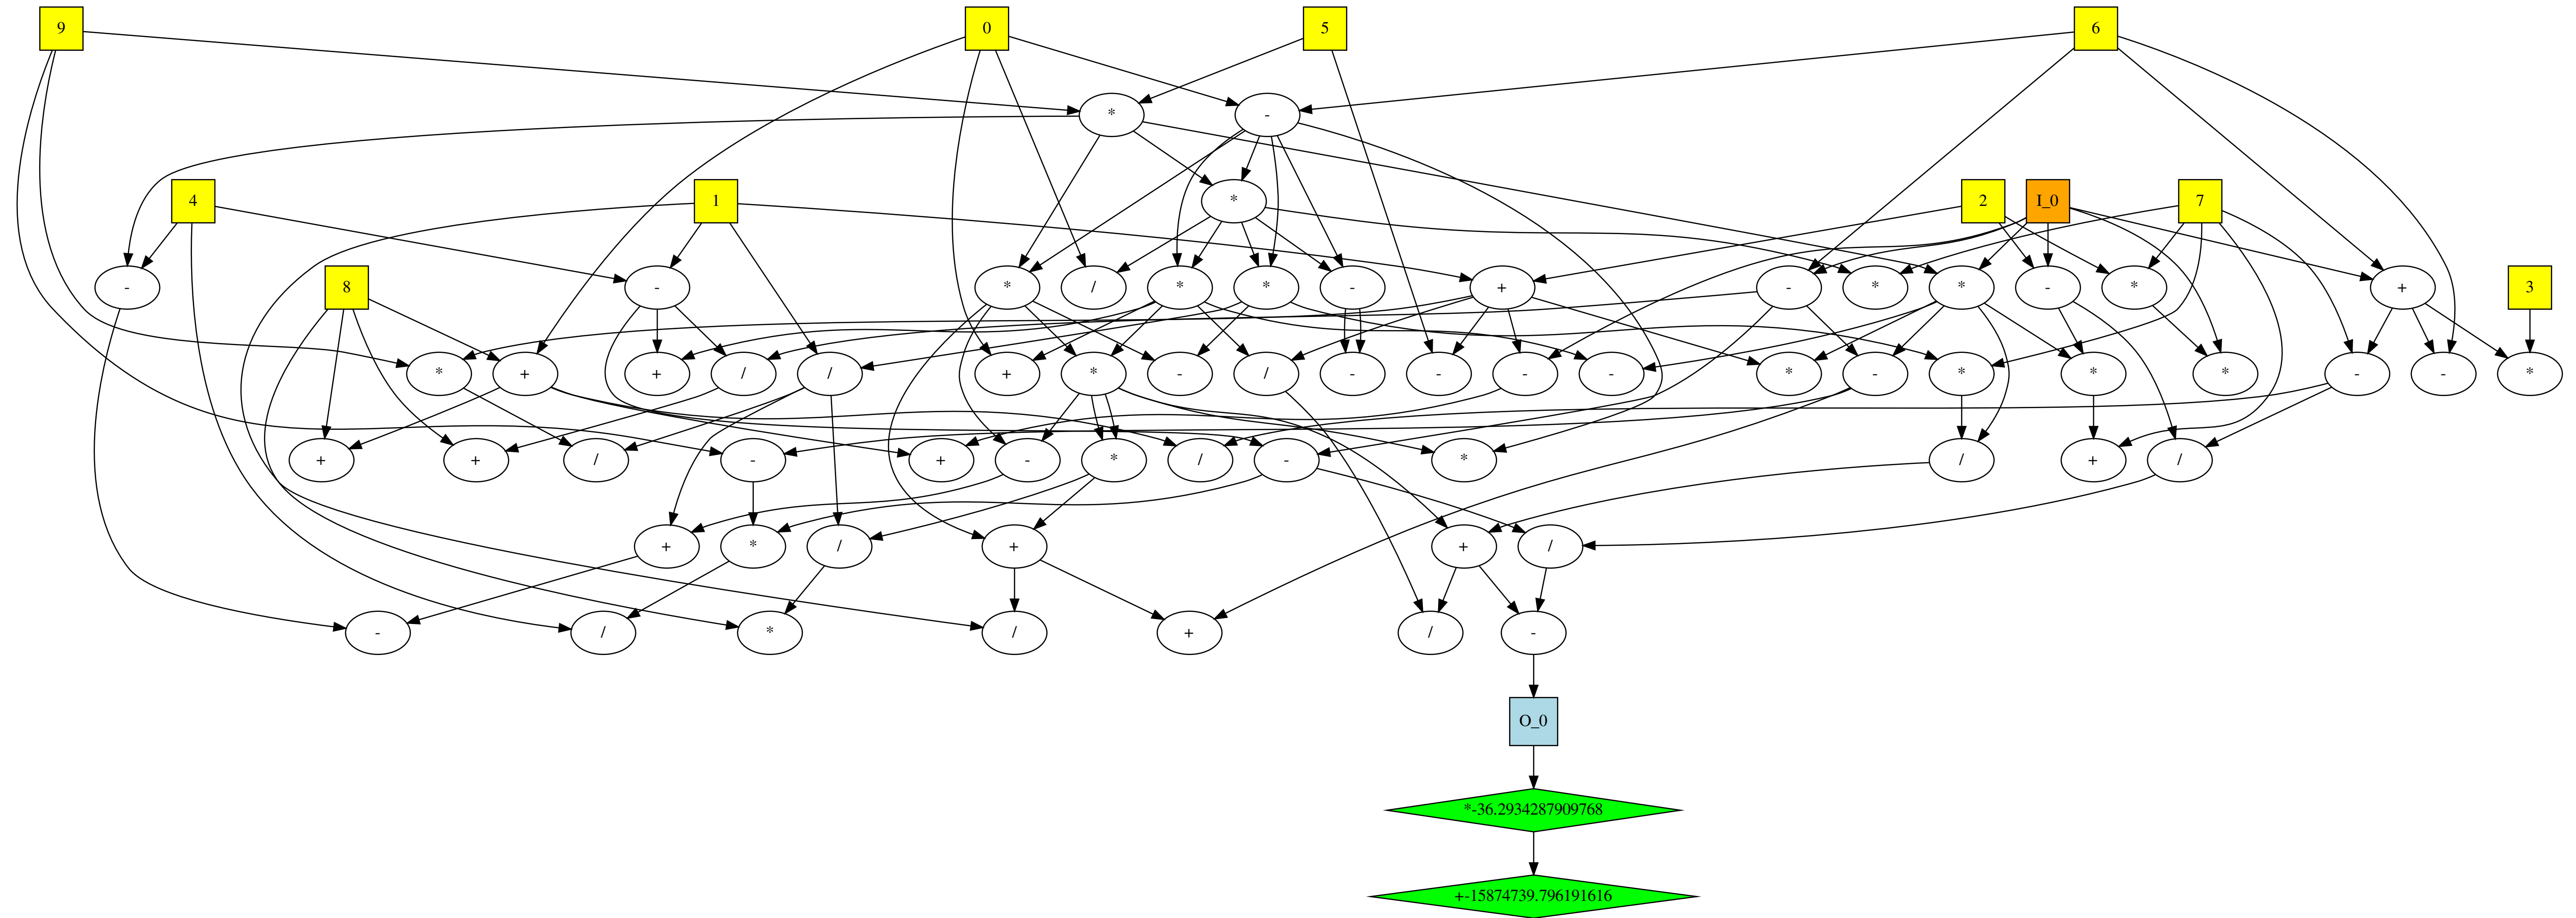 9 0 5 6
* -
4 1 * 2 I_0 7
- 8 - * / * * - + - * * - * + 3
* + + / / + * - / - - - - * - * * * - - *
+ + / - + - * / - * / + /
+ * / + + /
- / * / + / -
O_0
*-36.2934287909768
+-15874739.796191616